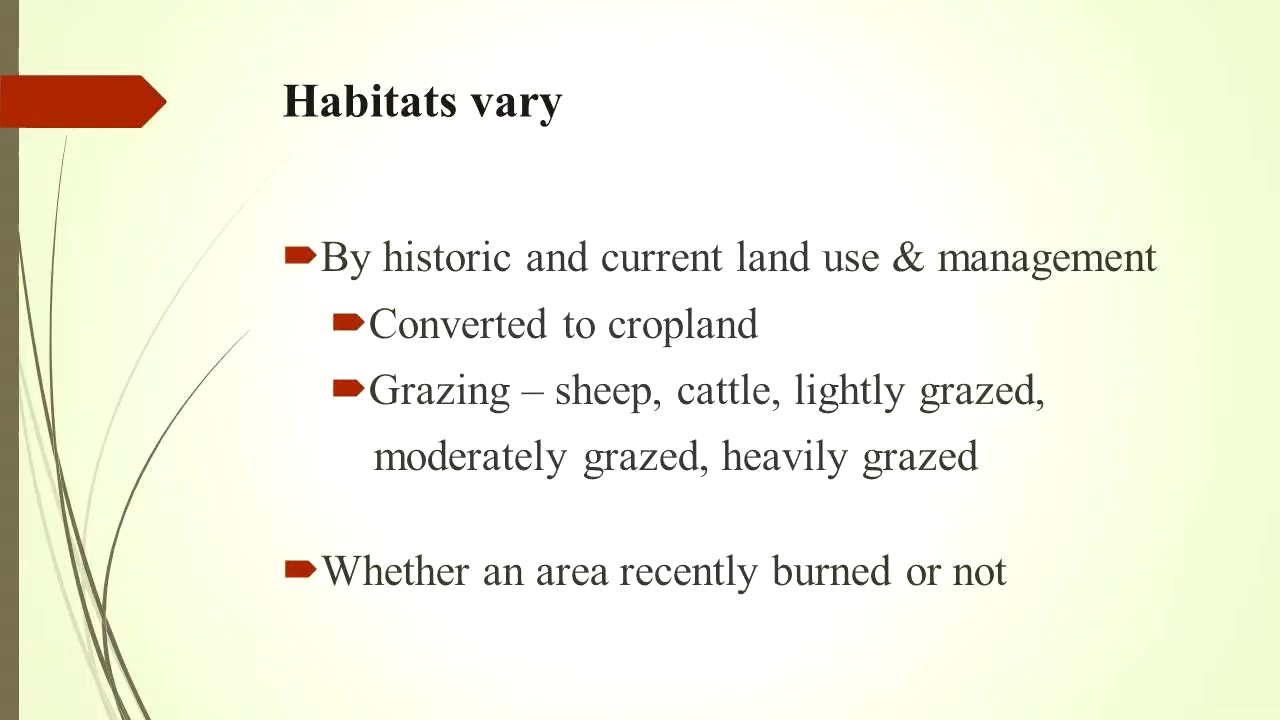 Habitats vary
By historic and current land use & management
Converted to cropland
Grazing – sheep, cattle, lightly grazed,
moderately grazed, heavily grazed
Whether an area recently burned or not